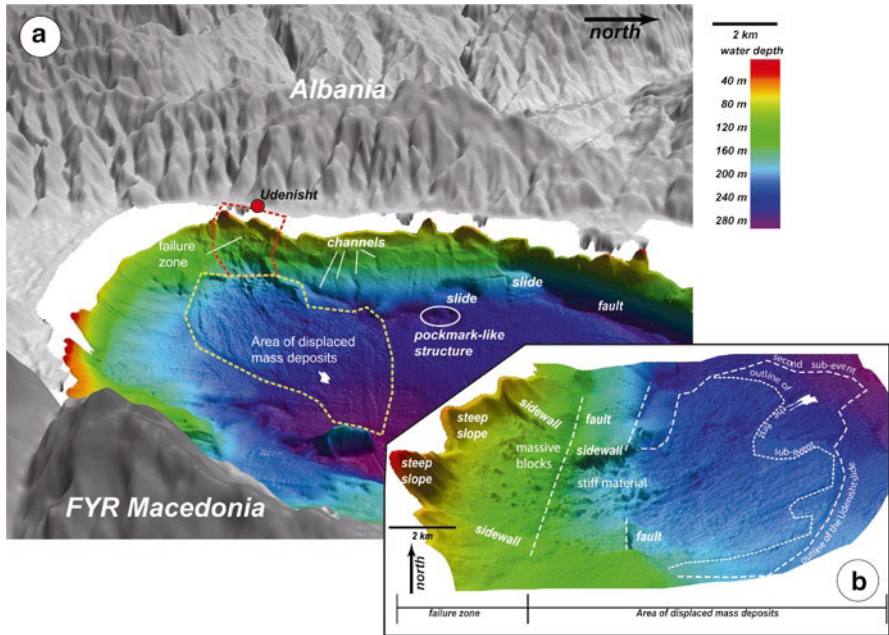 a
north
2 km
water depth
40 m
80 m
120 m
160 m
200 m
240 m
280 m
Albania
Udenisht
failure
zone
channels
slide
slide
fault
pockmark-like
structure
Area of displaced
mass deposits
FYR Macedonia
second
sub-event
outline of
the first
sub-event
outline of the Udenisht slide
steep
slope
steep
slope
sidewall
sidewall
sidewall
fault
fault
massive
blocks
stiff material
2 km
north
b
failure zone
Area of displaced mass deposits